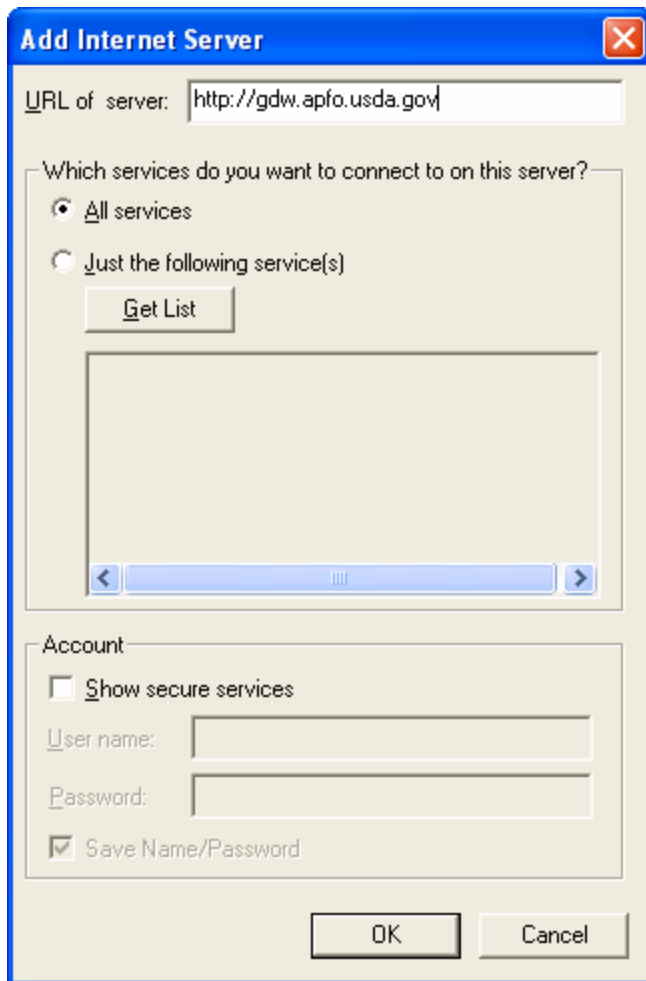 Add Internet Server
URL of server: http://gdw.apfo.usda.gov
Which services do you want to connect to on this server?
All services
Just the following service(s)
Get List
Account
Show secure services
User name:
Password:
Save Name/Password
OK Cancel